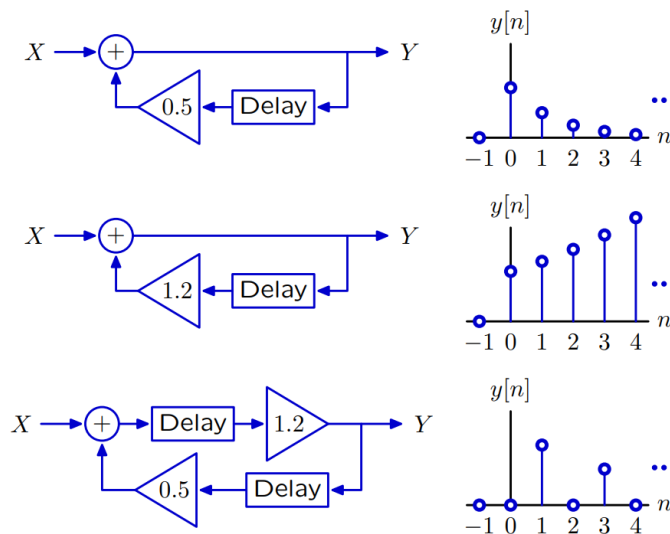 y[n]
X + Y
0.5 Delay
n
−1 0 1 2 3 4
y[n]
X + Y
1.2 Delay
n
−1 0 1 2 3 4
y[n]
X + Delay 1.2 Y
0.5 Delay
n
−1 0 1 2 3 4